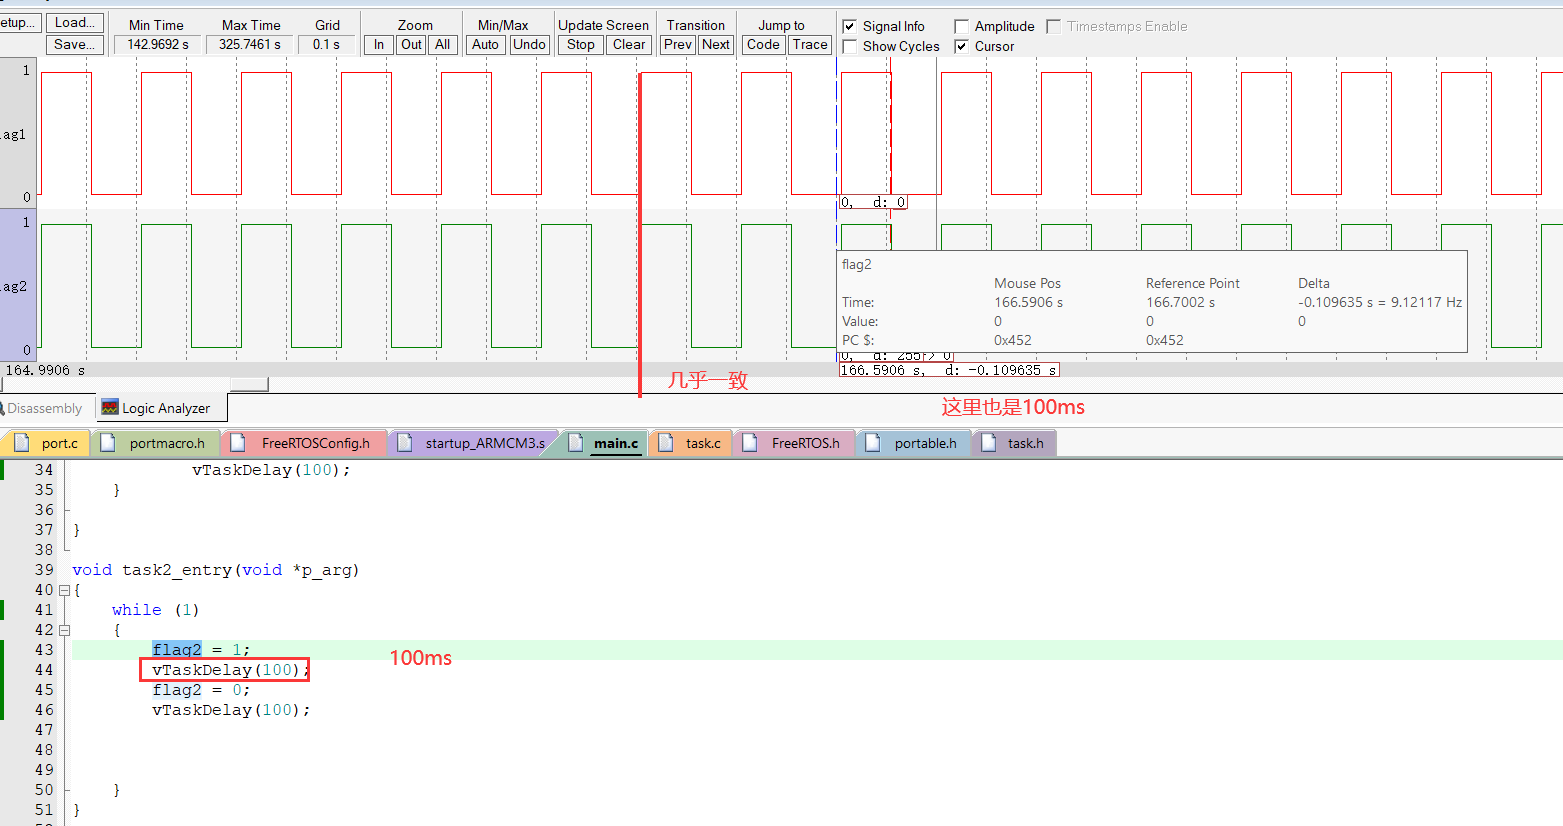 etup... Load... Min Time Max Time Grid Zoom Min/Max Update Screen Transition Jump to Signal Info Amplitude Timestamps Enable
Save... 142.9692 s 325.7461 s 0.1 s In Out All Auto Undo Stop Clear Prev Next Code Trace Show Cycles Cursor
1
ag1
0
0, d: 0
1
ag2
0
flag2
Mouse Pos Reference Point Delta
Time: 166.5906 s 166.7002 s -0.109635 s = 9.12117 Hz
Value: 0 0 0
PC $: 0x452 0x452
0, d: 255-> 0
164.9906 s
166.5906 s, d: -0.109635 s
几乎一致
这里也是100ms
Disassembly Logic Analyzer
port.c portmacro.h FreeRTOSConfig.h startup_ARMCM3.s main.c task.c FreeRTOS.h portable.h task.h
34 vTaskDelay(100);
35 }
36
37 }
38
39 void task2_entry(void *p_arg)
40 {
41 while (1)
42 {
43 flag2 = 1;
44 vTaskDelay(100);
100ms
45 flag2 = 0;
46 vTaskDelay(100);
47
48
49
50 }
51 }